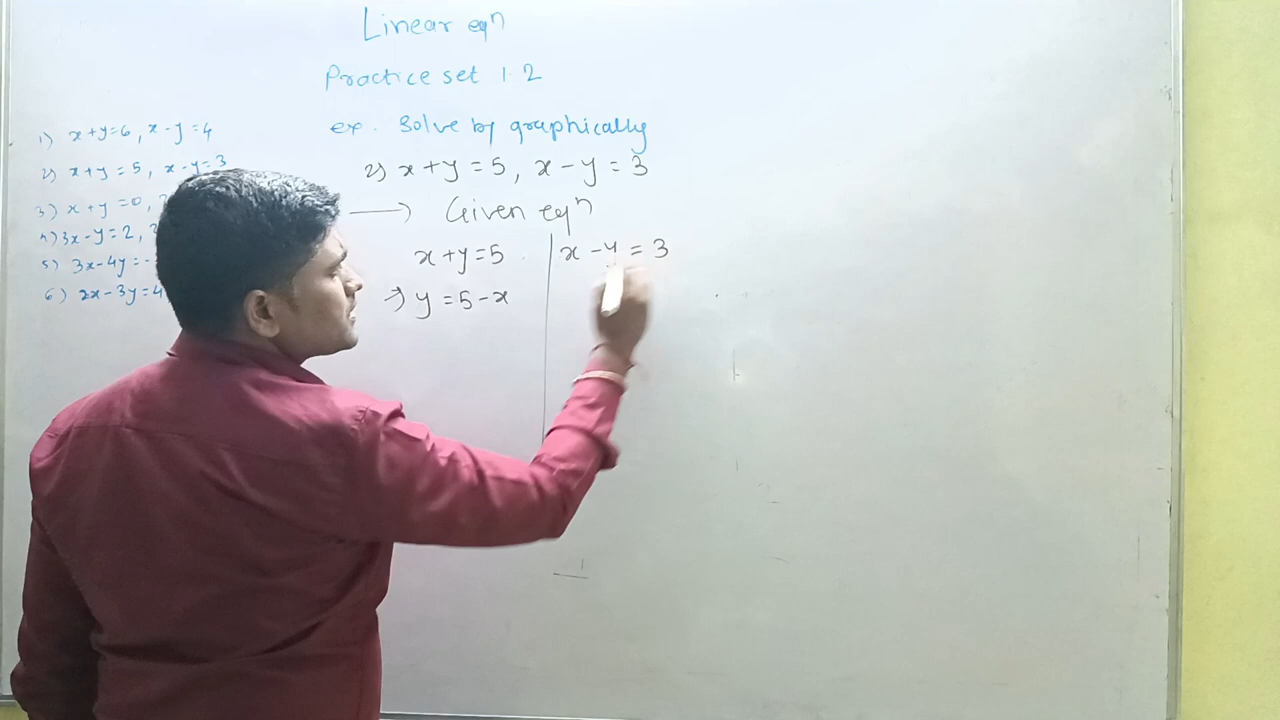 Linear eqn
Practice set 1.2
ex. Solve by graphically
2) x + y = 5, x - y = 3
→ Given eqn
x + y = 5
⇒ y = 5 - x
x - y = 3
1) x + y = 6, x - y = 4
2) x + y = 5, x - y = 3
3) x + y = 0,
4) 3x - y = 2,
5) 3x - 4y = -
6) 2x - 3y = 4